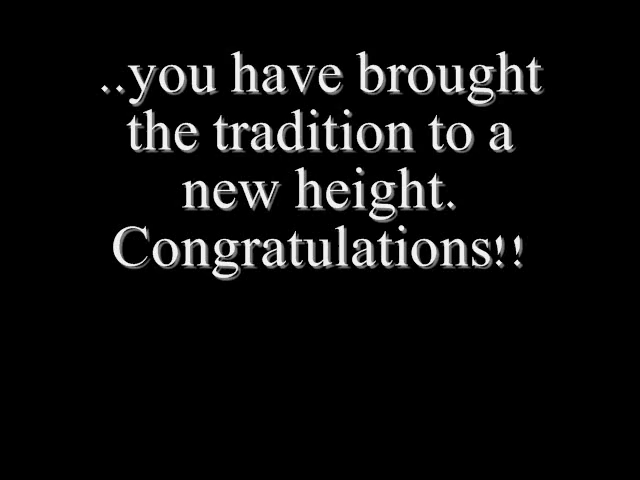 ..you have brought
the tradition to a
new height.
Congratulations!!